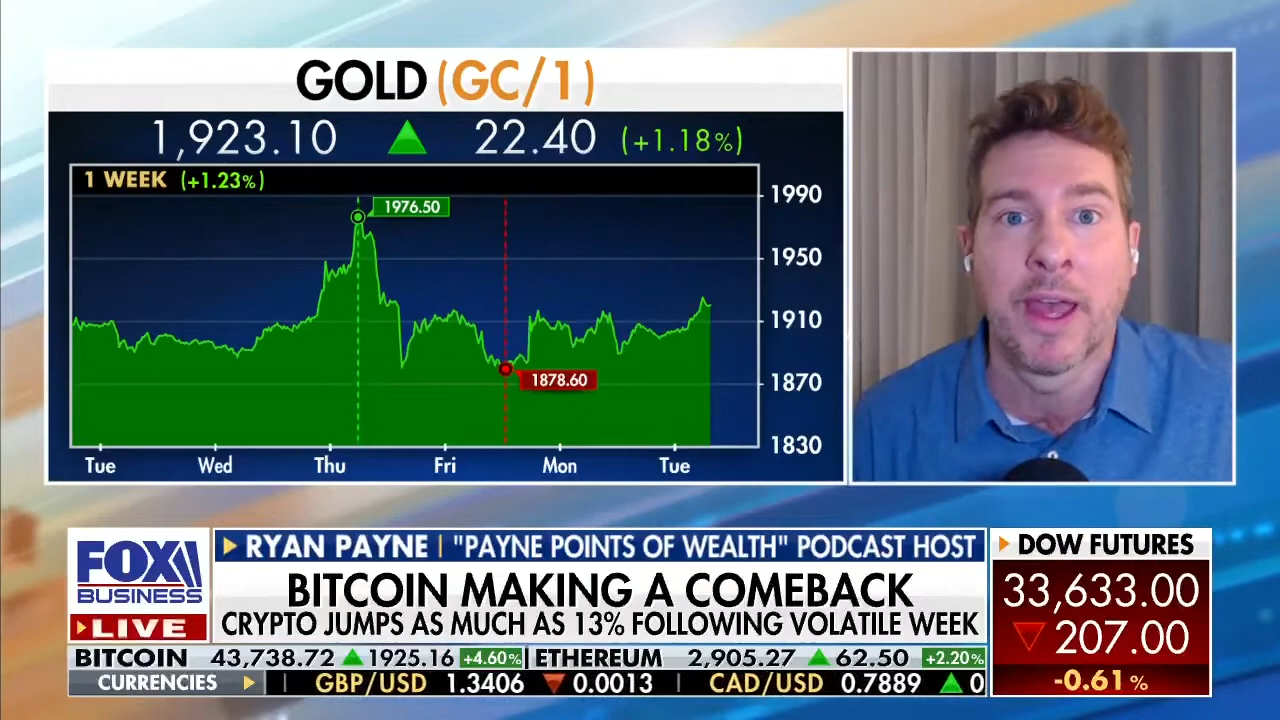 GOLD (GC/1)
1,923.10 ▲ 22.40 (+1.18%)
1 WEEK (+1.23%)
1976.50
1878.60
1990
1950
1910
1870
1830
Tue Wed Thu Fri Mon Tue
FOX
BUSINESS
LIVE
RYAN PAYNE | "PAYNE POINTS OF WEALTH" PODCAST HOST
BITCOIN MAKING A COMEBACK
CRYPTO JUMPS AS MUCH AS 13% FOLLOWING VOLATILE WEEK
BITCOIN 43,738.72 ▲ 1925.16 +4.60% ETHEREUM 2,905.27 ▲ 62.50 +2.20%
CURRENCIES | GBP/USD 1.3406 ▼ 0.0013 | CAD/USD 0.7889 ▲ 0
DOW FUTURES
33,633.00
▼ 207.00
-0.61%